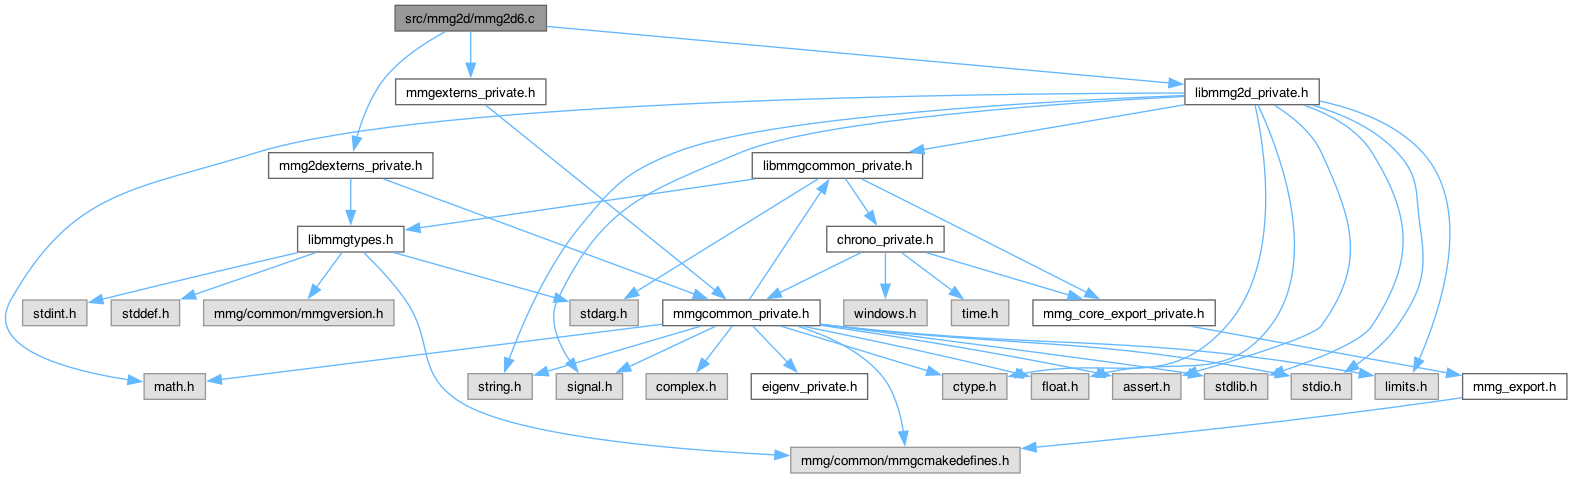 src/mmg2d/mmg2d6.c
mmgexterns_private.h
libmmg2d_private.h
mmg2dexterns_private.h
libmmgcommon_private.h
libmmgtypes.h
chrono_private.h
stdint.h
stddef.h
mmg/common/mmgversion.h
stdarg.h
mmgcommon_private.h
windows.h
time.h
mmg_core_export_private.h
math.h
string.h
signal.h
complex.h
eigenv_private.h
ctype.h
float.h
assert.h
stdlib.h
stdio.h
limits.h
mmg_export.h
mmg/common/mmgcmakedefines.h